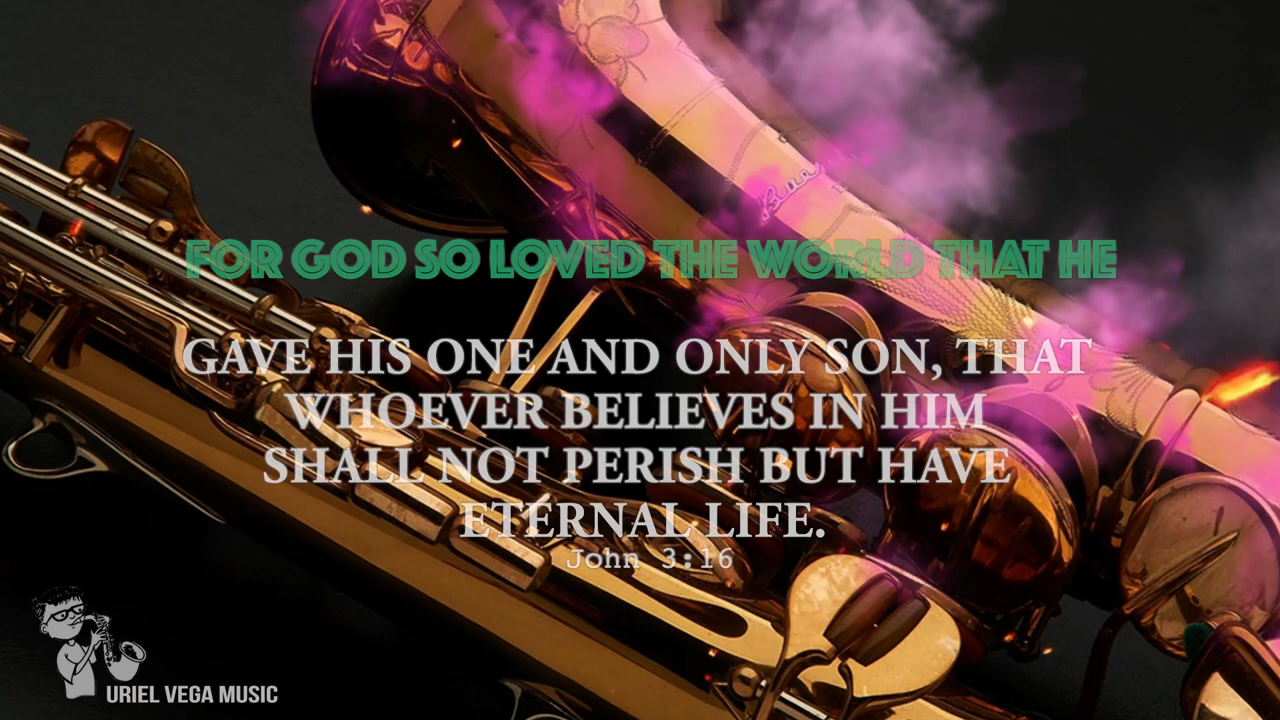 FOR GOD SO LOVED THE WORLD THAT HE
GAVE HIS ONE AND ONLY SON, THAT
WHOEVER BELIEVES IN HIM
SHALL NOT PERISH BUT HAVE
ETERNAL LIFE.
John 3:16
URIEL VEGA MUSIC